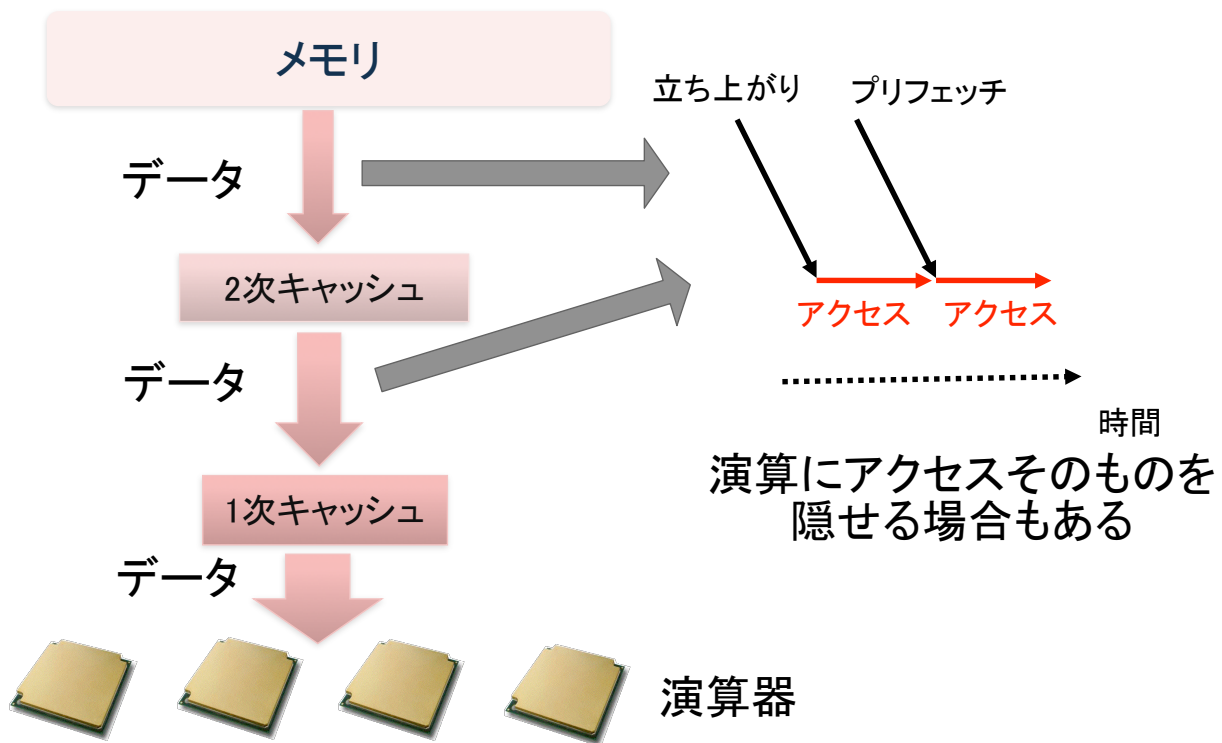 メモリ
立ち上がり
プリフェッチ
データ
2次キャッシュ
アクセス
アクセス
データ
時間
演算にアクセスそのものを
隠せる場合もある
1次キャッシュ
データ
演算器